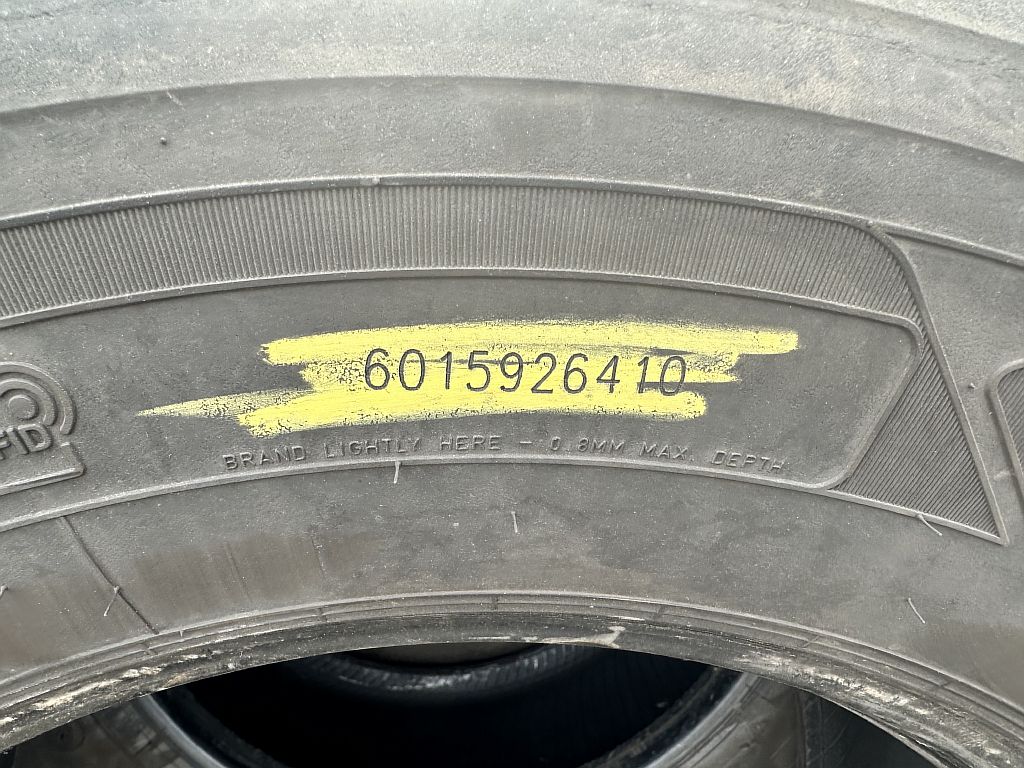 6015926410
BRAND LIGHTLY HERE - 0.8MM MAX. DEPTH